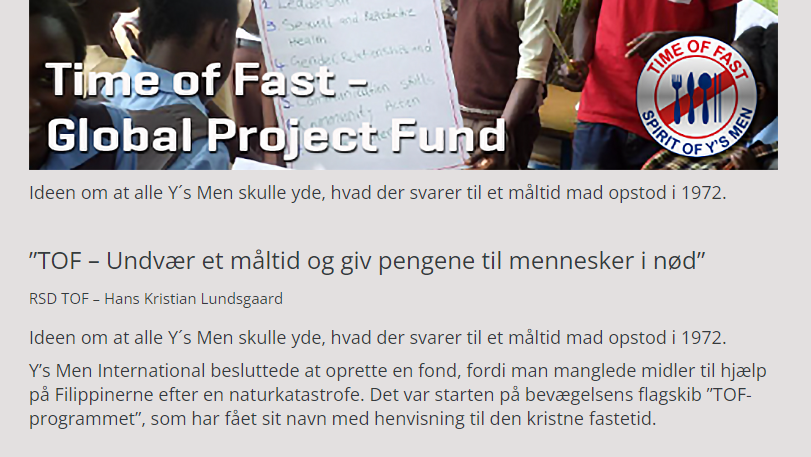 2. Leadership
3. Sexual and Reproductive
Health
4. Gender Relationships and
5. Communication Skills
Community Action
Time of Fast –
Global Project Fund
TIME OF FAST
SPIRIT OF Y'S MEN
Ideen om at alle Y´s Men skulle yde, hvad der svarer til et måltid mad opstod i 1972.
”TOF – Undvær et måltid og giv pengene til mennesker i nød”
RSD TOF – Hans Kristian Lundsgaard
Ideen om at alle Y´s Men skulle yde, hvad der svarer til et måltid mad opstod i 1972.
Y’s Men International besluttede at oprette en fond, fordi man manglede midler til hjælp
på Filippinerne efter en naturkatastrofe. Det var starten på bevægelsens flagskib ”TOF-
programmet”, som har fået sit navn med henvisning til den kristne fastetid.